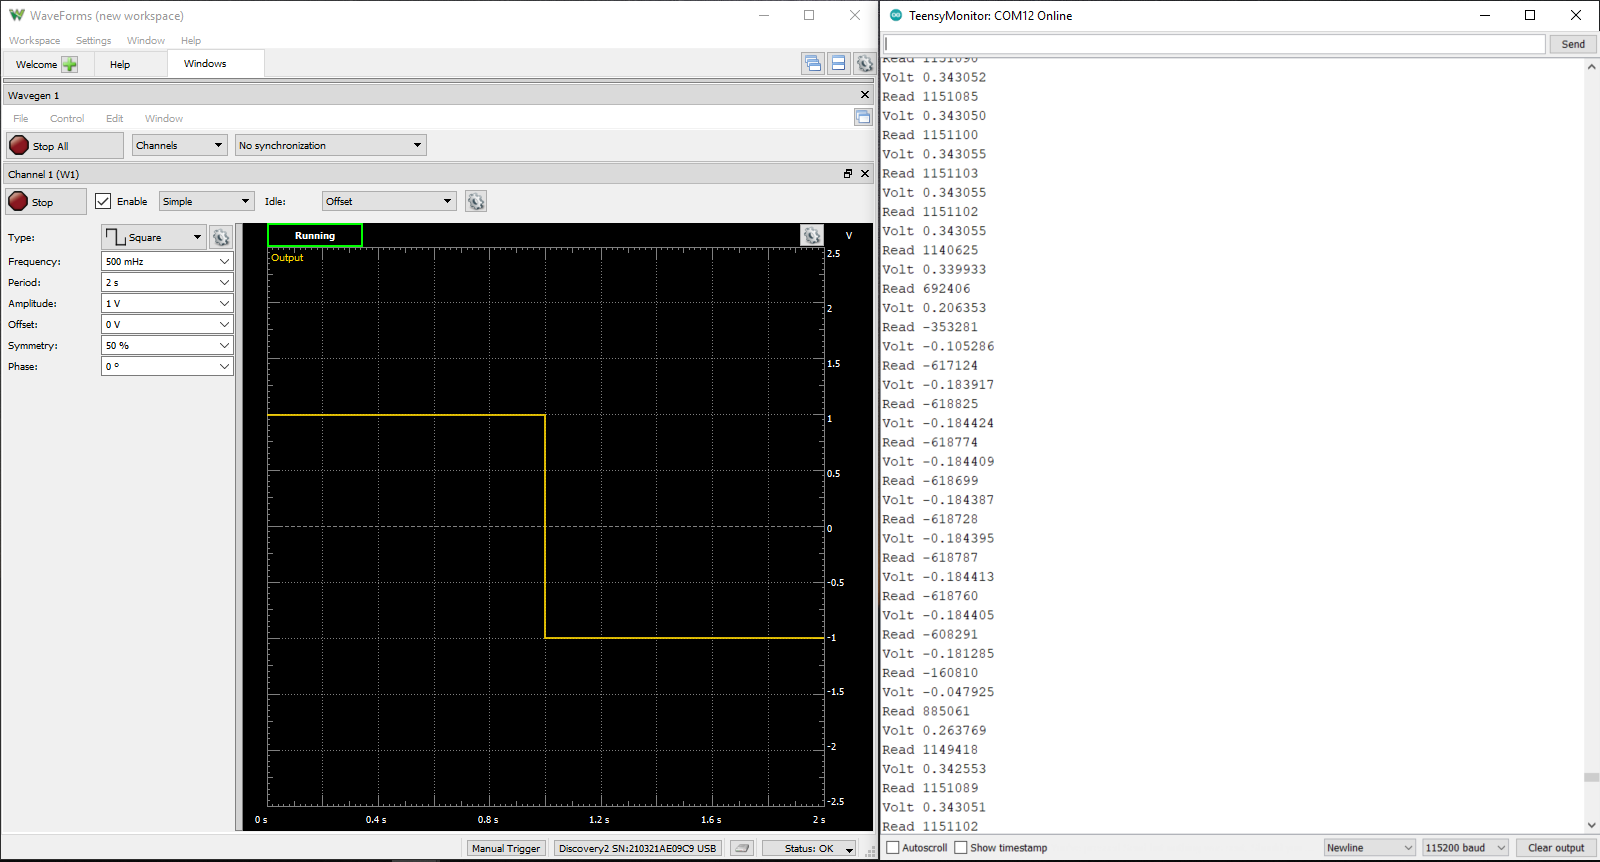 WaveForms (new workspace)
Workspace Settings Window Help
Welcome Help Windows
Wavegen 1
File Control Edit Window
Stop All Channels No synchronization
Channel 1 (W1)
Stop Enable Simple Idle: Offset
Type: Square
Frequency: 500 mHz
Period: 2 s
Amplitude: 1 V
Offset: 0 V
Symmetry: 50 %
Phase: 0 º
Running V
Output
2.5
2
1.5
1
0.5
0
-0.5
-1
-1.5
-2
-2.5
0 s 0.4 s 0.8 s 1.2 s 1.6 s 2 s
Manual Trigger Discovery2 SN:210321AE09C9 USB Status: OK
TeensyMonitor: COM12 Online
Send
Read 1151090
Volt 0.343052
Read 1151085
Volt 0.343050
Read 1151100
Volt 0.343055
Read 1151103
Volt 0.343055
Read 1151102
Volt 0.343055
Read 1140625
Volt 0.339933
Read 692406
Volt 0.206353
Read -353281
Volt -0.105286
Read -617124
Volt -0.183917
Read -618825
Volt -0.184424
Read -618774
Volt -0.184409
Read -618699
Volt -0.184387
Read -618728
Volt -0.184395
Read -618787
Volt -0.184413
Read -618760
Volt -0.184405
Read -608291
Volt -0.181285
Read -160810
Volt -0.047925
Read 885061
Volt 0.263769
Read 1149418
Volt 0.342553
Read 1151089
Volt 0.343051
Read 1151102
Autoscroll Show timestamp Newline 115200 baud Clear output